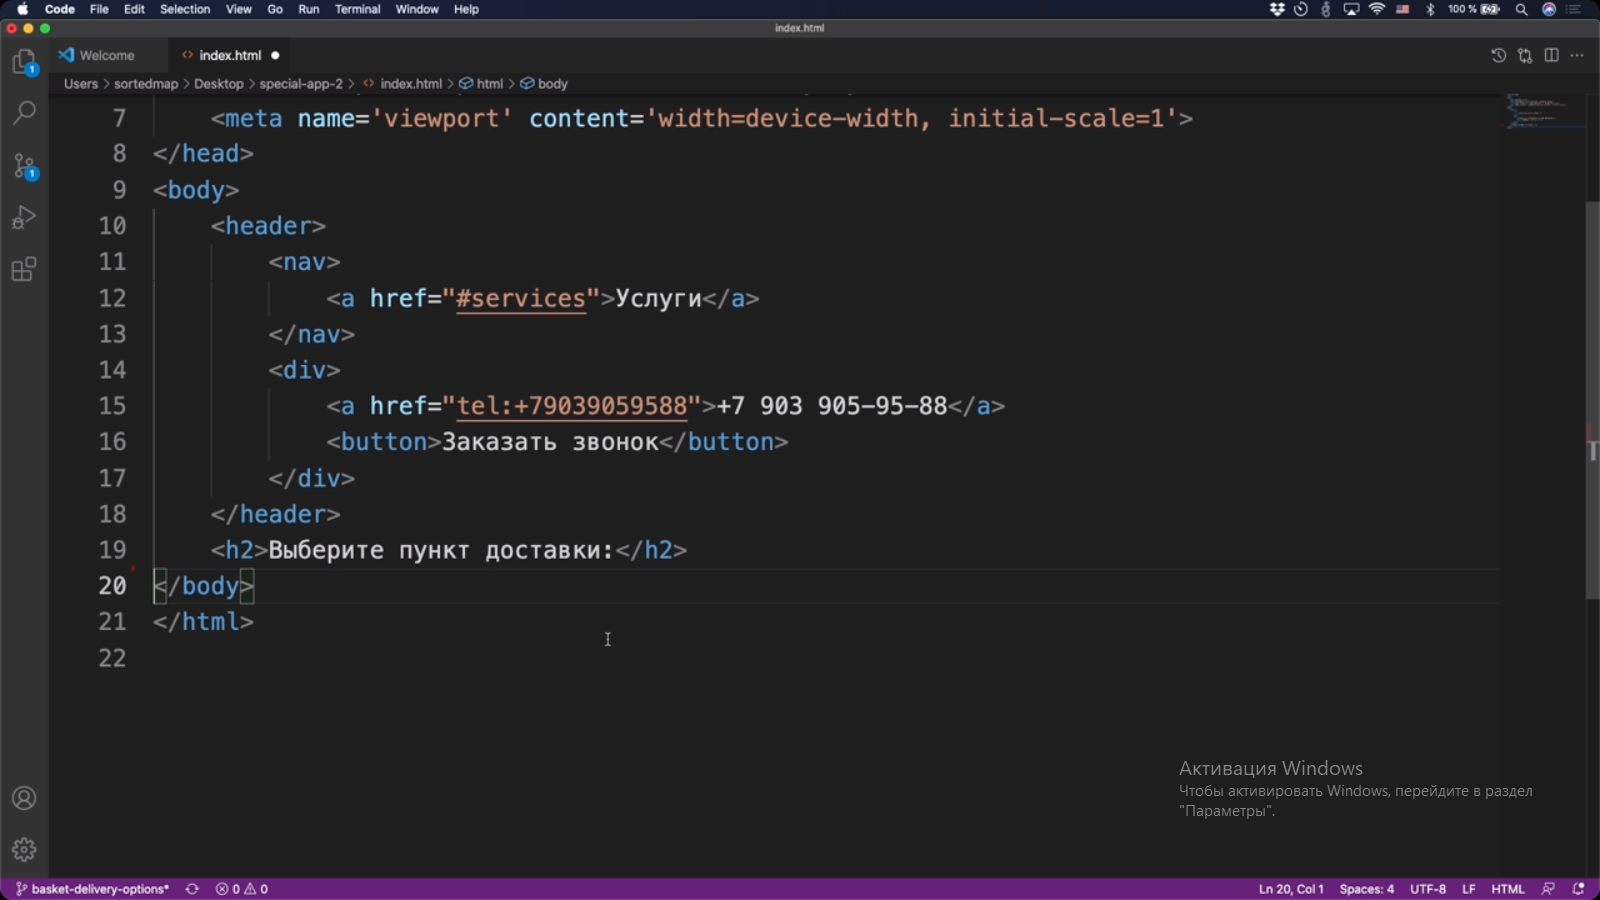 Code File Edit Selection View Go Run Terminal Window Help 100 %
index.html
Welcome index.html
Users > sortedmap > Desktop > special-app-2 > index.html > html > body
7 <meta name='viewport' content='width=device-width, initial-scale=1'>
8 </head>
9 <body>
10 <header>
11 <nav>
12 <a href="#services">Услуги</a>
13 </nav>
14 <div>
15 <a href="tel:+79039059588">+7 903 905-95-88</a>
16 <button>Заказать звонок</button>
17 </div>
18 </header>
19 <h2>Выберите пункт доставки:</h2>
20 </body>
21 </html>
22
Активация Windows
Чтобы активировать Windows, перейдите в раздел
"Параметры".
basket-delivery-options* 0 0 Ln 20, Col 1 Spaces: 4 UTF-8 LF HTML